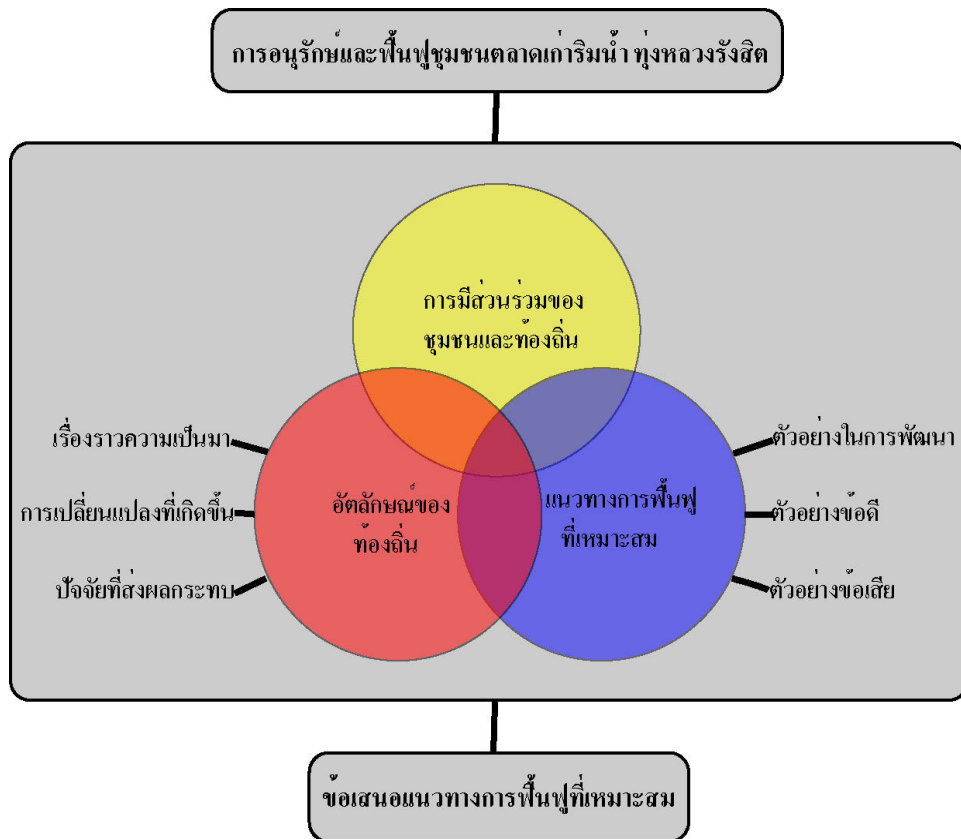 การอนุรักษ์และฟื้นฟูชุมชนตลาดเก่าริมน้ำ ทุ่งหลวงรังสิต
การมีส่วนร่วมของ
ชุมชนและท้องถิ่น
เรื่องราวความเป็นมา
การเปลี่ยนแปลงที่เกิดขึ้น
ปัจจัยที่ส่งผลกระทบ
อัตลักษณ์ของ
ท้องถิ่น
แนวทางการฟื้นฟู
ที่เหมาะสม
ตัวอย่างในการพัฒนา
ตัวอย่างข้อดี
ตัวอย่างข้อเสีย
ข้อเสนอแนวทางการฟื้นฟูที่เหมาะสม